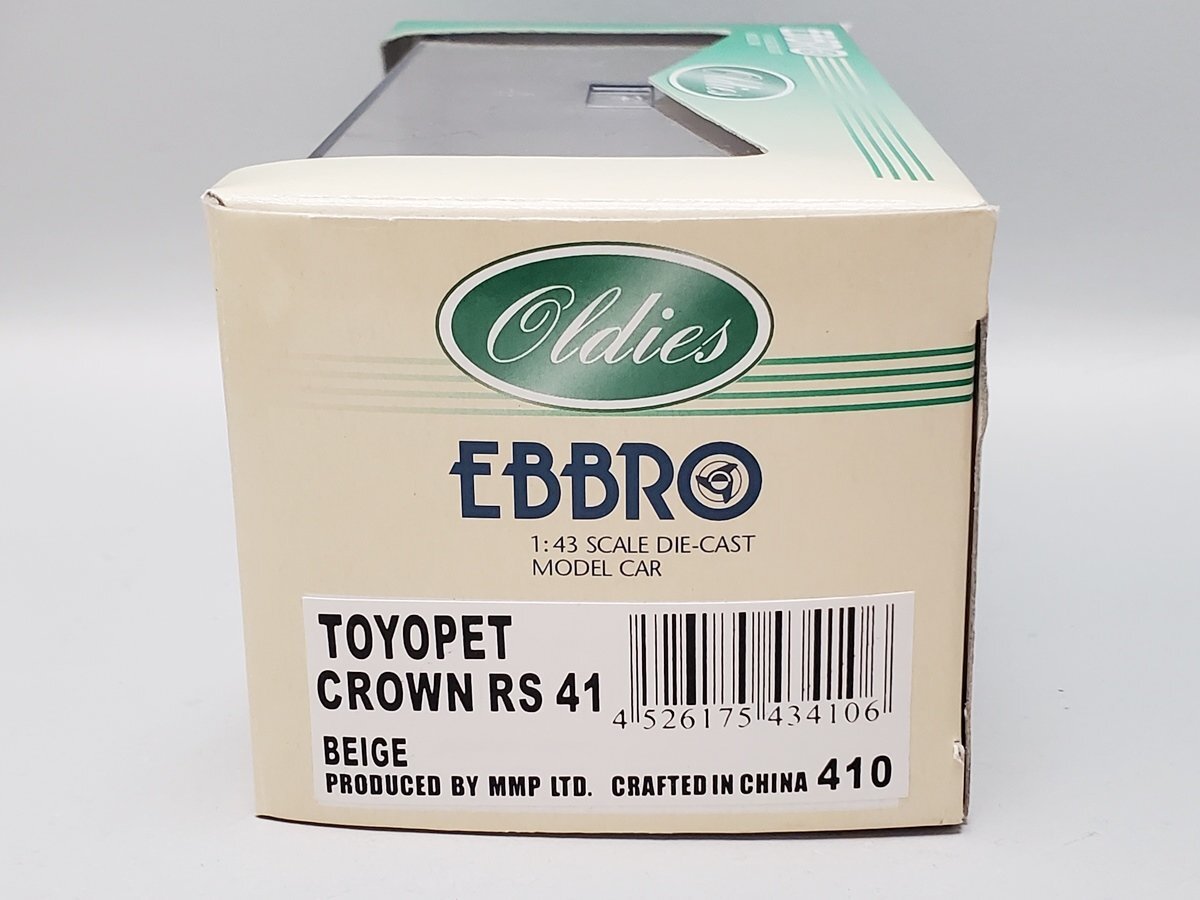 Oldies
Oldies
EBBRO
1:43 SCALE DIE-CAST
MODEL CAR
TOYOPET
CROWN RS 41
4 526175 434106
BEIGE
PRODUCED BY MMP LTD. CRAFTED IN CHINA 410